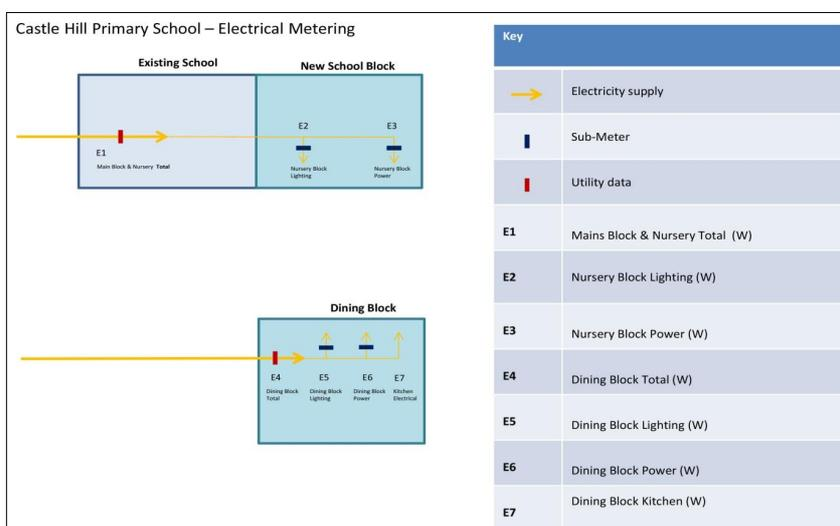 Castle Hill Primary School – Electrical Metering
Existing School
New School Block
E1
Main Block & Nursery Total
E2
Nursery Block
Lighting
E3
Nursery Block
Power
Dining Block
E4
Dining Block
Total
E5
Dining Block
Lighting
E6
Dining Block
Power
E7
Kitchen
Electrical
Key
Electricity supply
Sub-Meter
Utility data
E1 Mains Block & Nursery Total (W)
E2 Nursery Block Lighting (W)
E3 Nursery Block Power (W)
E4 Dining Block Total (W)
E5 Dining Block Lighting (W)
E6 Dining Block Power (W)
E7 Dining Block Kitchen (W)